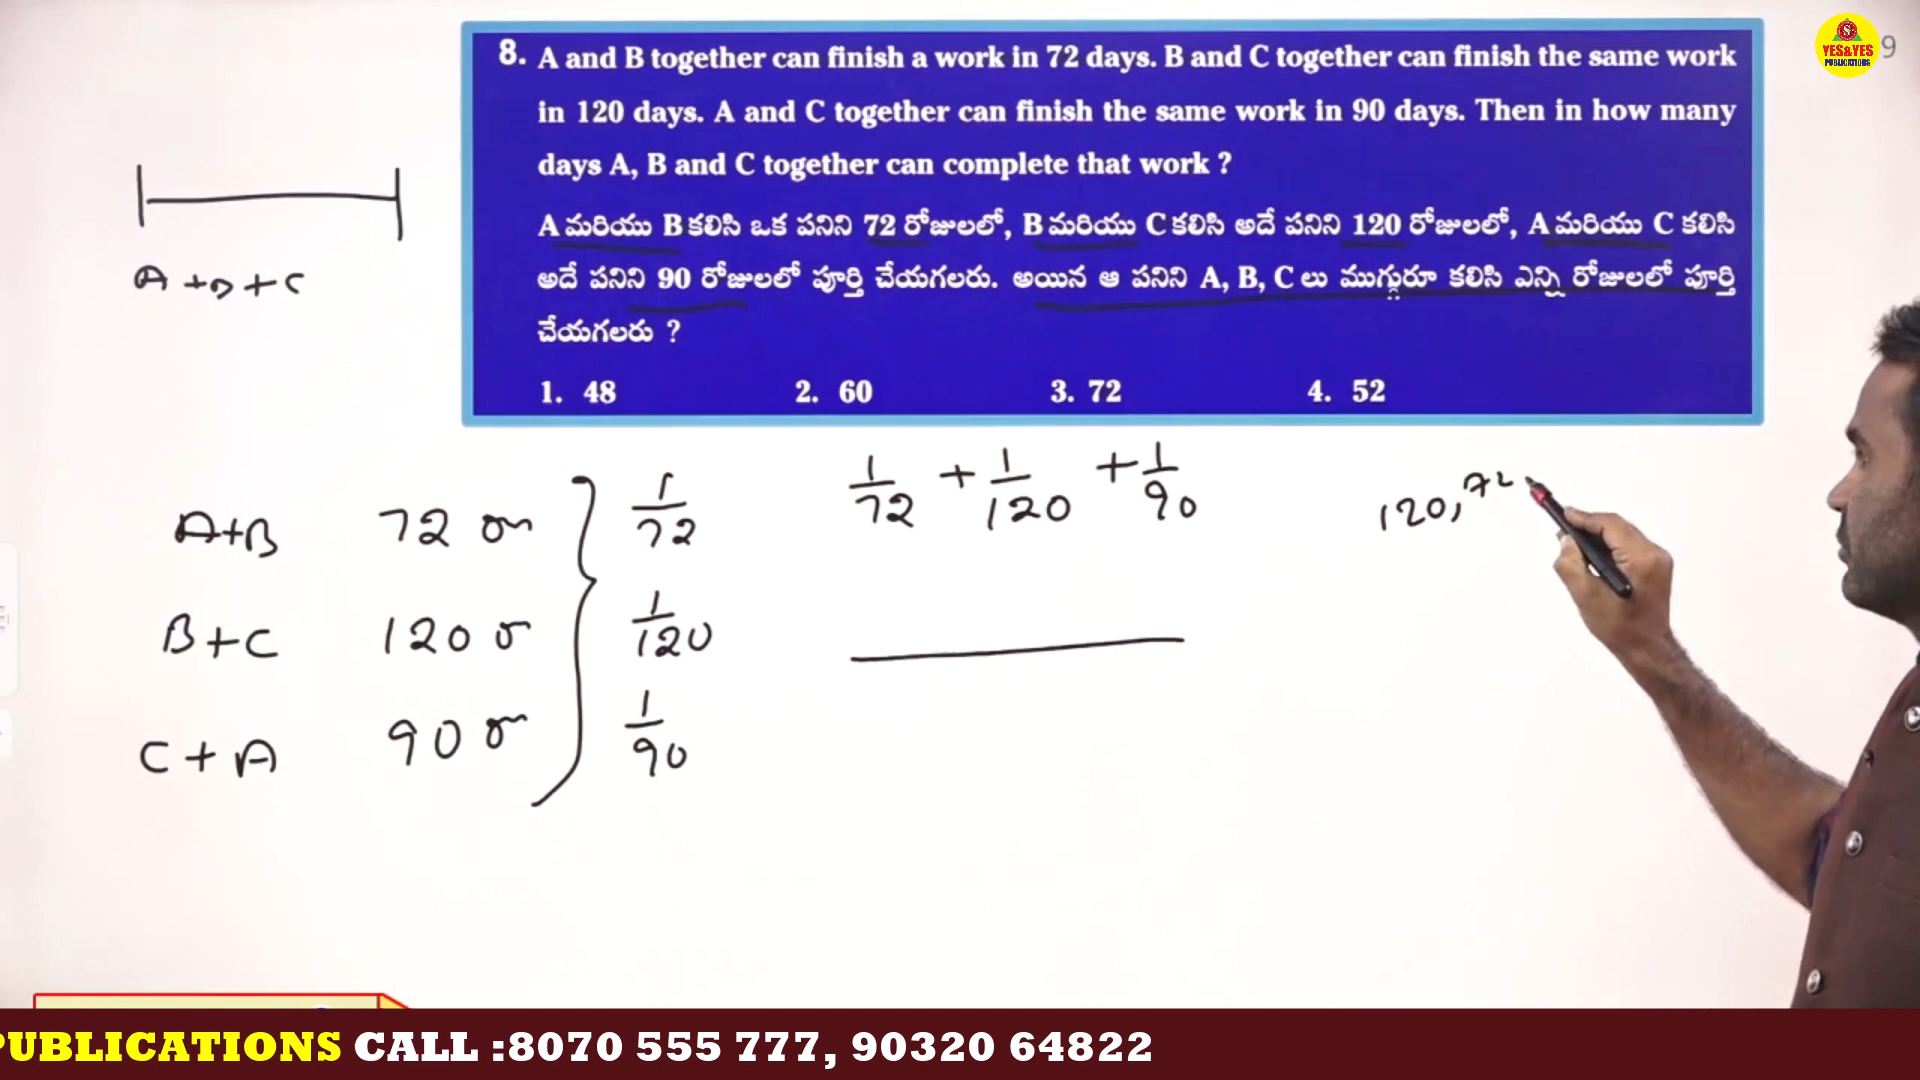 8. A and B together can finish a work in 72 days. B and C together can finish the same work
in 120 days. A and C together can finish the same work in 90 days. Then in how many
days A, B and C together can complete that work ?
A మరియు B కలిసి ఒక పనిని 72 రోజులలో, B మరియు C కలిసి అదే పనిని 120 రోజులలో, A మరియు C కలిసి
అదే పనిని 90 రోజులలో పూర్తి చేయగలరు. అయిన ఆ పనిని A, B, C లు ముగ్గురూ కలిసి ఎన్ని రోజులలో పూర్తి
చేయగలరు ?
1. 48 2. 60 3. 72 4. 52
YES&YES
PUBLICATIONS
9
A + B + C
A+B 72 రో 1/72
B+C 120 రో 1/120
C+A 90 రో 1/90
1/72 + 1/120 + 1/90
120, 72
PUBLICATIONS CALL :8070 555 777, 90320 64822